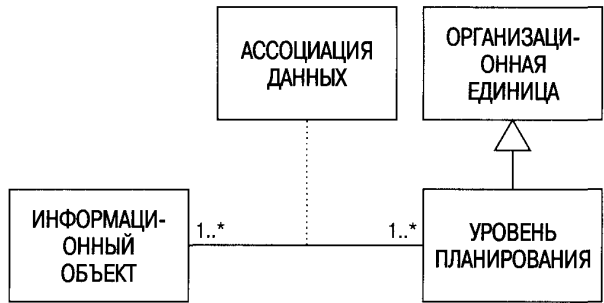 АССОЦИАЦИЯ
ДАННЫХ
ОРГАНИЗАЦИ-
ОННАЯ
ЕДИНИЦА
ИНФОРМАЦИ-
ОННЫЙ
ОБЪЕКТ
1..*
1..*
УРОВЕНЬ
ПЛАНИРОВАНИЯ